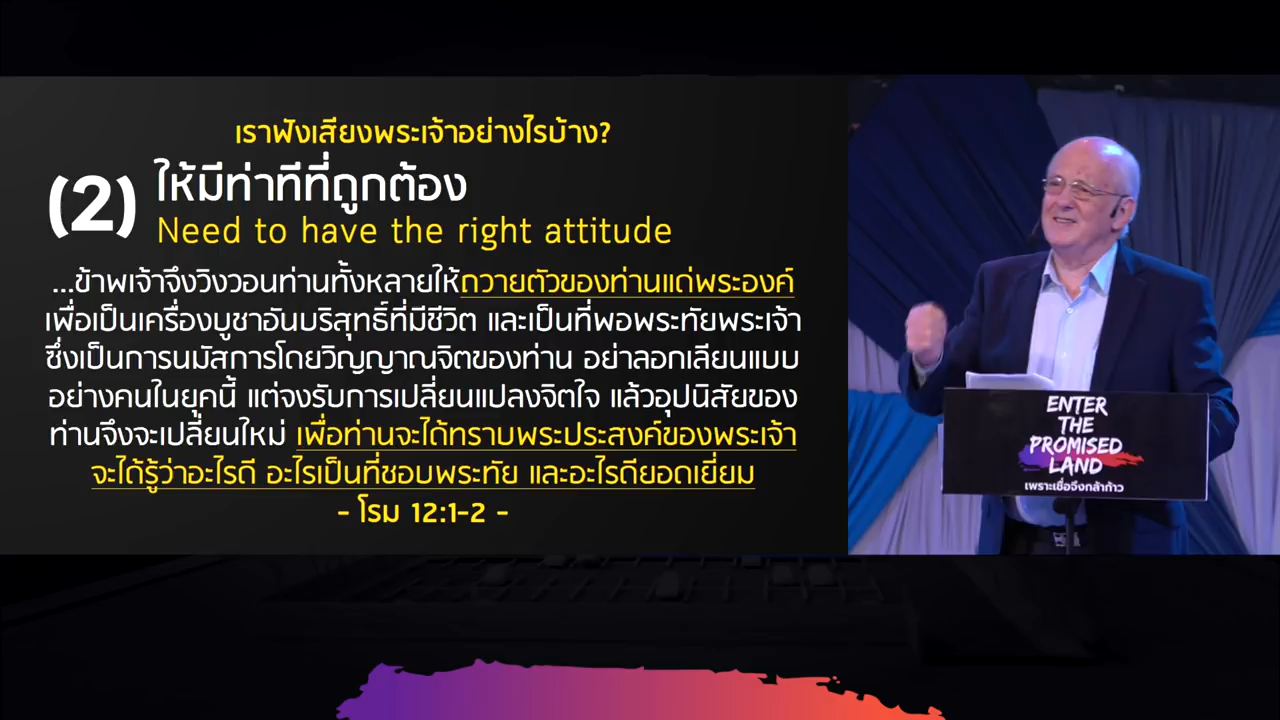 เราฟังเสียงพระเจ้าอย่างไรบ้าง?
(2) ให้มีท่าทีที่ถูกต้อง
Need to have the right attitude
...ข้าพเจ้าจึงวิงวอนท่านทั้งหลายให้ถวายตัวของท่านแด่พระองค์
เพื่อเป็นเครื่องบูชาอันบริสุทธิ์ที่มีชีวิต และเป็นที่พอพระทัยพระเจ้า
ซึ่งเป็นการนมัสการโดยวิญญาณจิตของท่าน อย่าลอกเลียนแบบ
อย่างคนในยุคนี้ แต่จงรับการเปลี่ยนแปลงจิตใจ แล้วอุปนิสัยของ
ท่านจึงจะเปลี่ยนใหม่ เพื่อท่านจะได้ทราบพระประสงค์ของพระเจ้า
จะได้รู้ว่าอะไรดี อะไรเป็นที่ชอบพระทัย และอะไรดียอดเยี่ยม
- โรม 12:1-2 -
ENTER
THE
PROMISED
LAND
เพราะเชื่อจึงกล้าก้าว